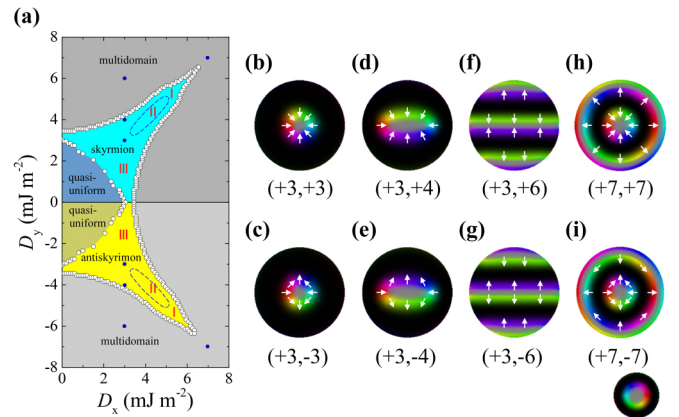 (a)
multidomain
I
II
skyrmion
III
quasi-
uniform
quasi-
uniform
III
antiskyrimon
II
I
multidomain
8
6
4
2
0
-2
-4
-6
-8
0 2 4 6 8
Dy (mJ m-2)
Dx (mJ m-2)
(b) (d) (f) (h)
(+3,+3) (+3,+4) (+3,+6) (+7,+7)
(c) (e) (g) (i)
(+3,-3) (+3,-4) (+3,-6) (+7,-7)